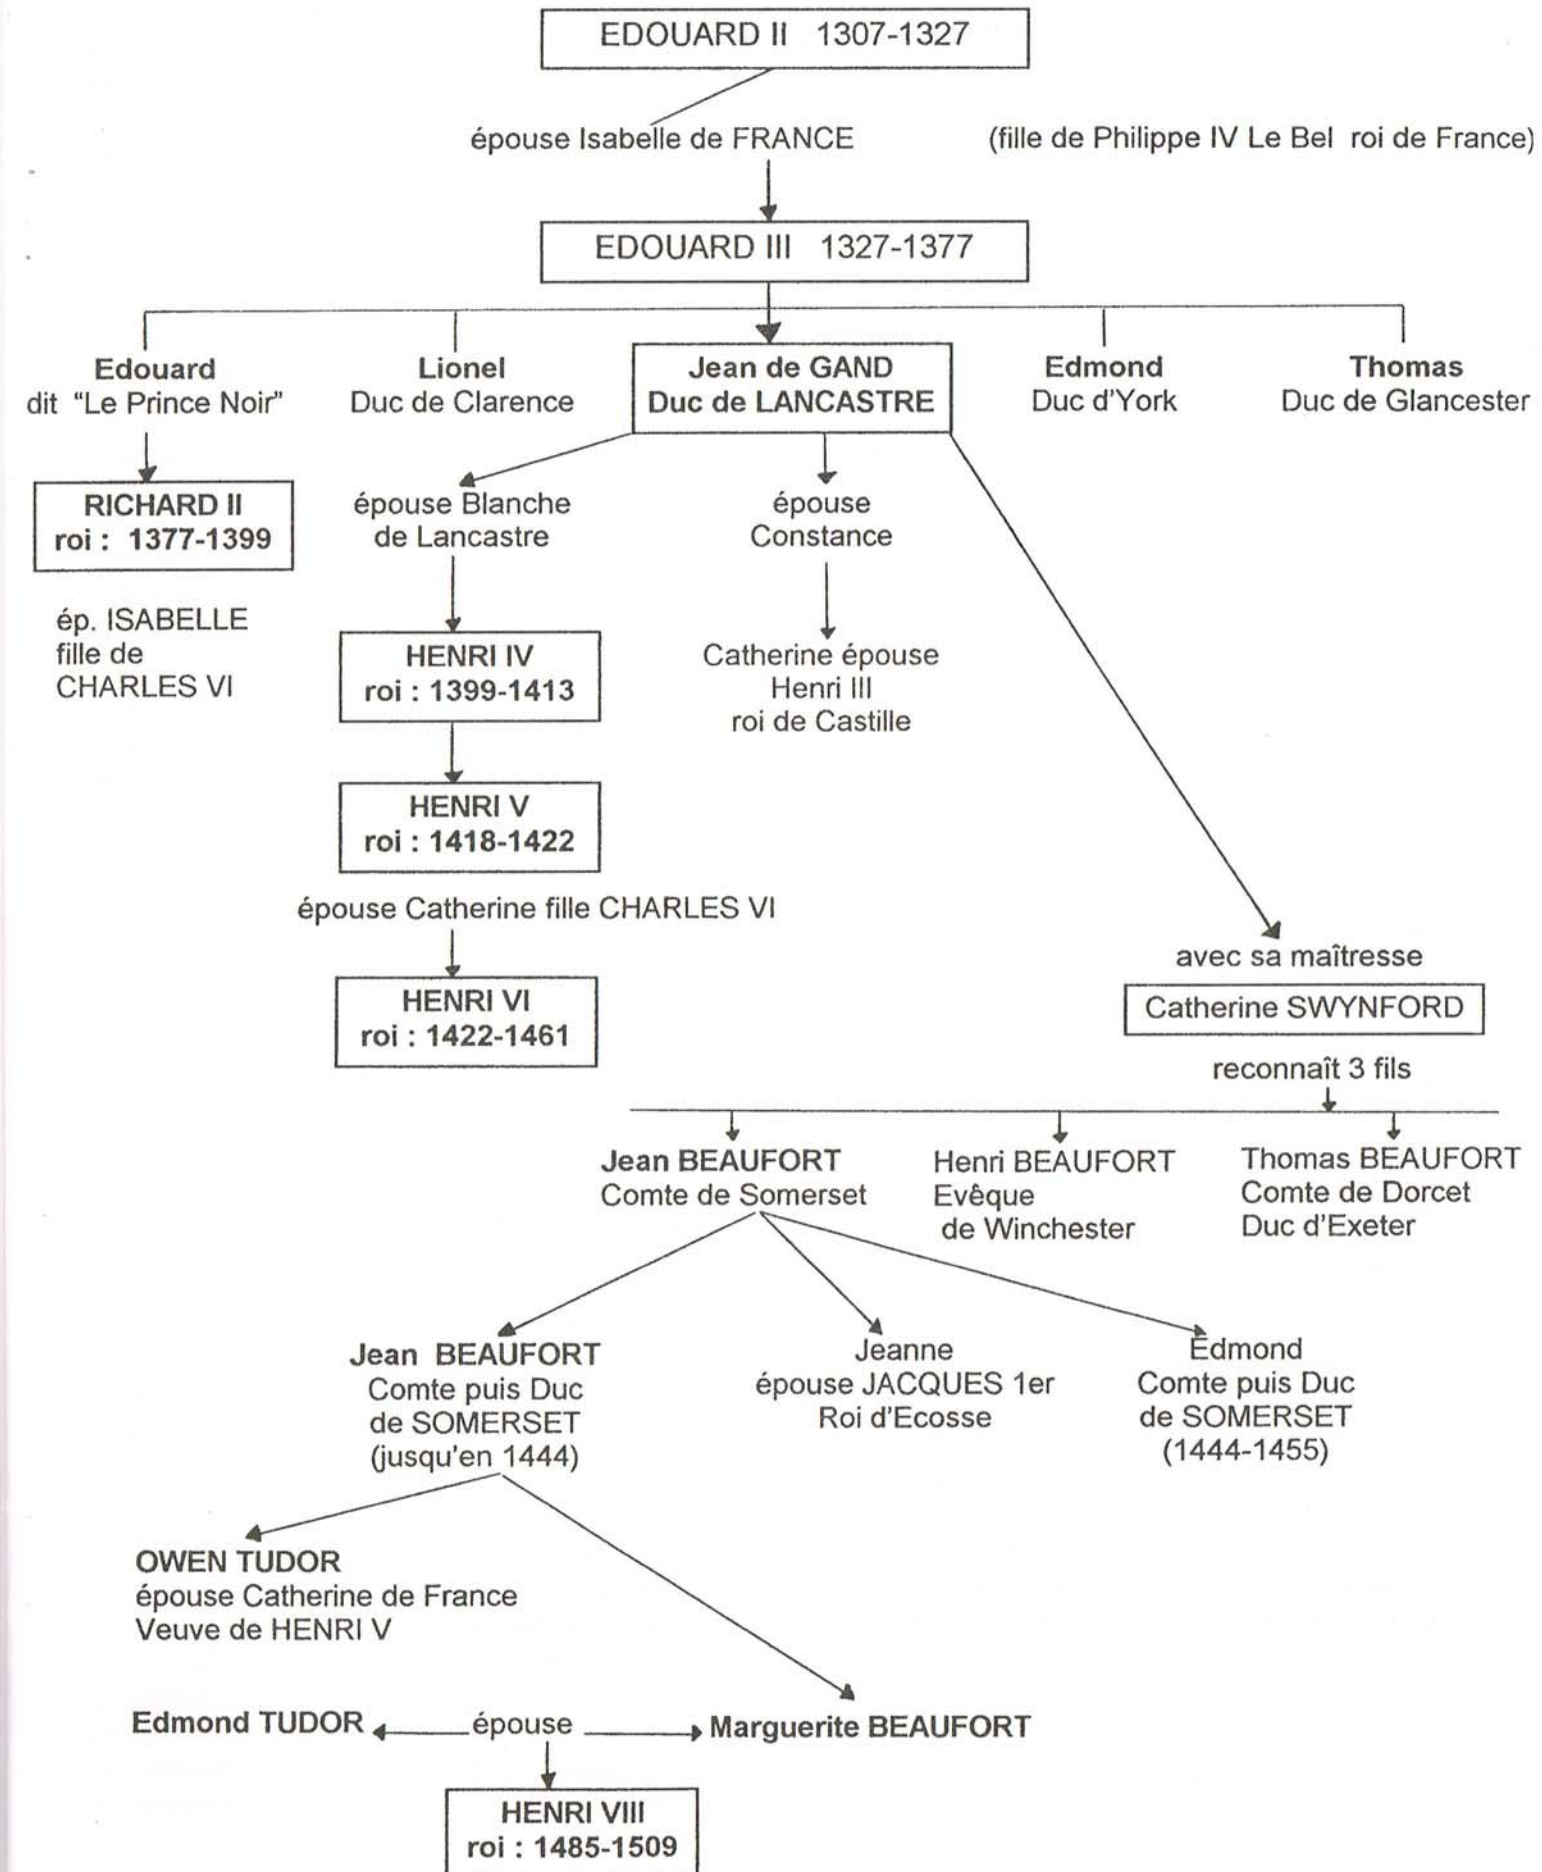 EDOUARD II 1307-1327
épouse Isabelle de FRANCE
(fille de Philippe IV Le Bel roi de France)
EDOUARD III 1327-1377
Edouard
dit “Le Prince Noir”
Lionel
Duc de Clarence
Jean de GAND
Duc de LANCASTRE
Edmond
Duc d'York
Thomas
Duc de Glancester
RICHARD II
roi : 1377-1399
ép. ISABELLE
fille de
CHARLES VI
épouse Blanche
de Lancastre
HENRI IV
roi : 1399-1413
HENRI V
roi : 1418-1422
épouse Catherine fille CHARLES VI
HENRI VI
roi : 1422-1461
épouse
Constance
Catherine épouse
Henri III
roi de Castille
avec sa maîtresse
Catherine SWYNFORD
reconnaît 3 fils
Jean BEAUFORT
Comte de Somerset
Henri BEAUFORT
Evêque
de Winchester
Thomas BEAUFORT
Comte de Dorcet
Duc d'Exeter
Jean BEAUFORT
Comte puis Duc
de SOMERSET
(jusqu'en 1444)
Jeanne
épouse JACQUES 1er
Roi d'Ecosse
Edmond
Comte puis Duc
de SOMERSET
(1444-1455)
OWEN TUDOR
épouse Catherine de France
Veuve de HENRI V
Edmond TUDOR
épouse
Marguerite BEAUFORT
HENRI VIII
roi : 1485-1509